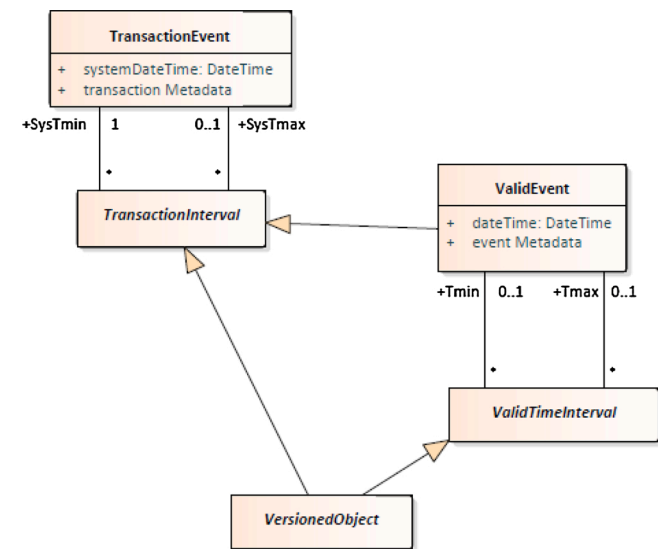 TransactionEvent
+ systemDateTime: DateTime
+ transaction Metadata
+SysTmin 1 0..1 +SysTmax
* *
TransactionInterval
ValidEvent
+ dateTime: DateTime
+ event Metadata
+Tmin 0..1 +Tmax 0..1
* *
ValidTimeInterval
VersionedObject